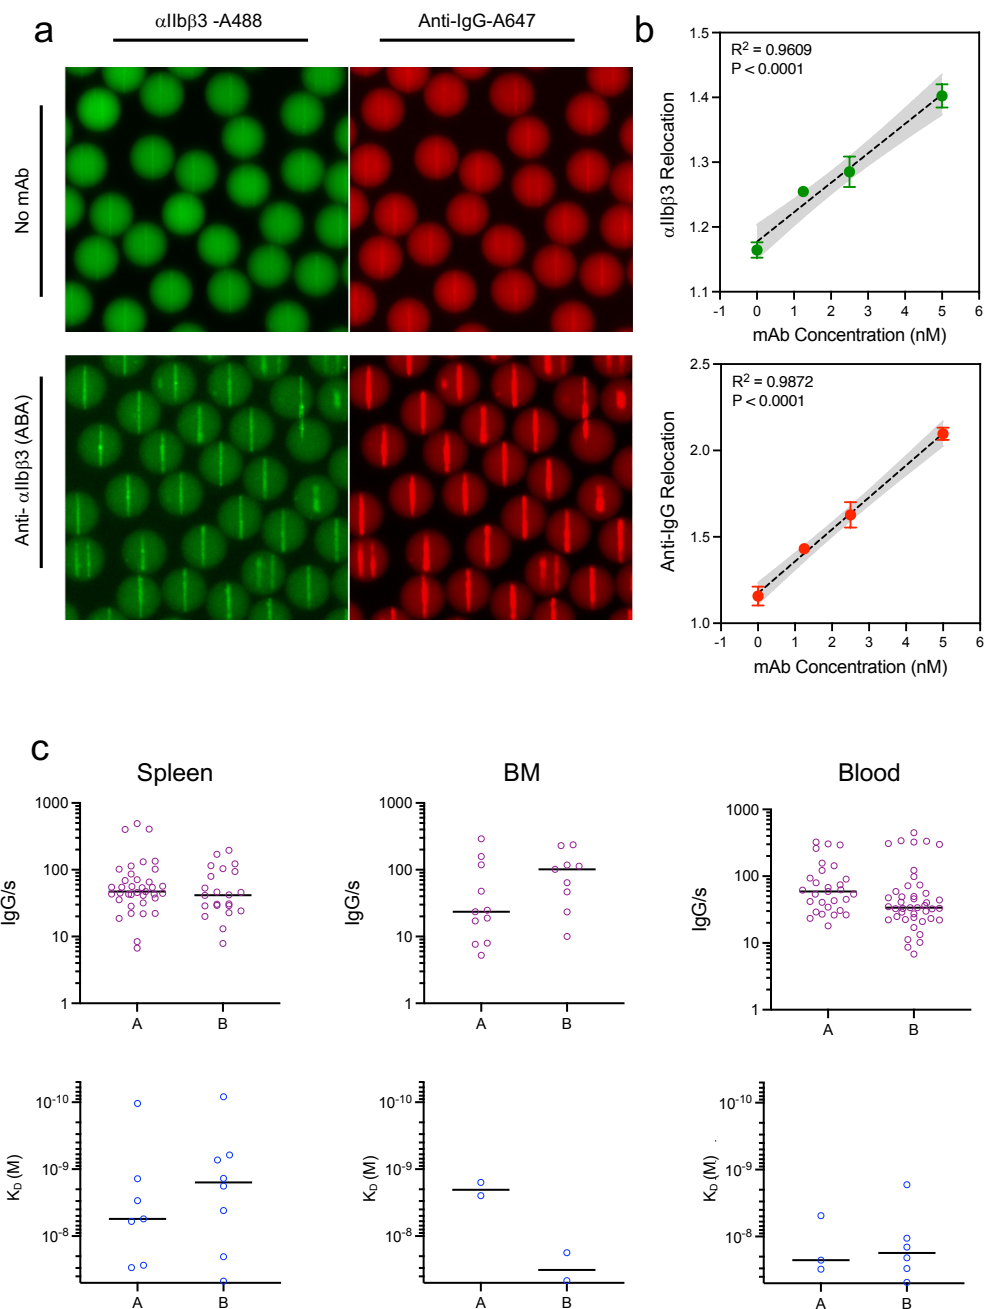 a
αIIbβ3 -A488
Anti-IgG-A647
No mAb
Anti- αIIbβ3 (ABA)
b
R² = 0.9609
P < 0.0001
αIIbβ3 Relocation
1.5
1.4
1.3
1.2
1.1
-1 0 1 2 3 4 5 6
mAb Concentration (nM)
R² = 0.9872
P < 0.0001
Anti-IgG Relocation
2.5
2.0
1.5
1.0
-1 0 1 2 3 4 5 6
mAb Concentration (nM)
c
Spleen
IgG/s
1000
100
10
1
A B
BM
IgG/s
1000
100
10
1
A B
Blood
IgG/s
1000
100
10
1
A B
K_D (M)
10⁻¹⁰
10⁻⁹
10⁻⁸
A B
K_D (M)
10⁻¹⁰
10⁻⁹
10⁻⁸
A B
K_D (M)
10⁻¹⁰
10⁻⁹
10⁻⁸
A B